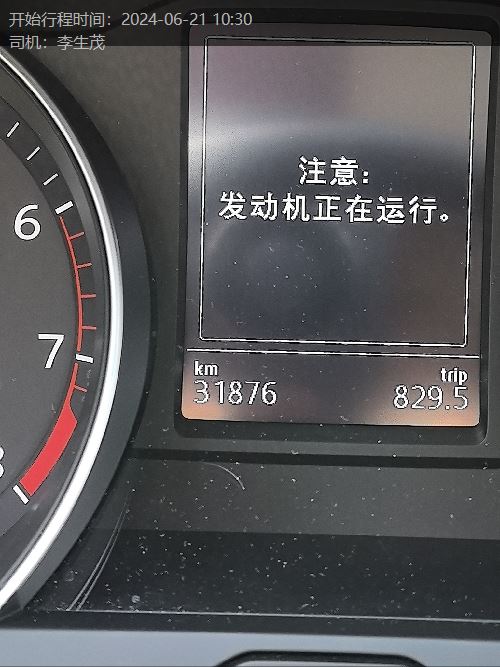 开始行程时间：2024-06-21 10:30
司机：李生茂
注意：
发动机正在运行。
6
7
km
trip
31876
829.5